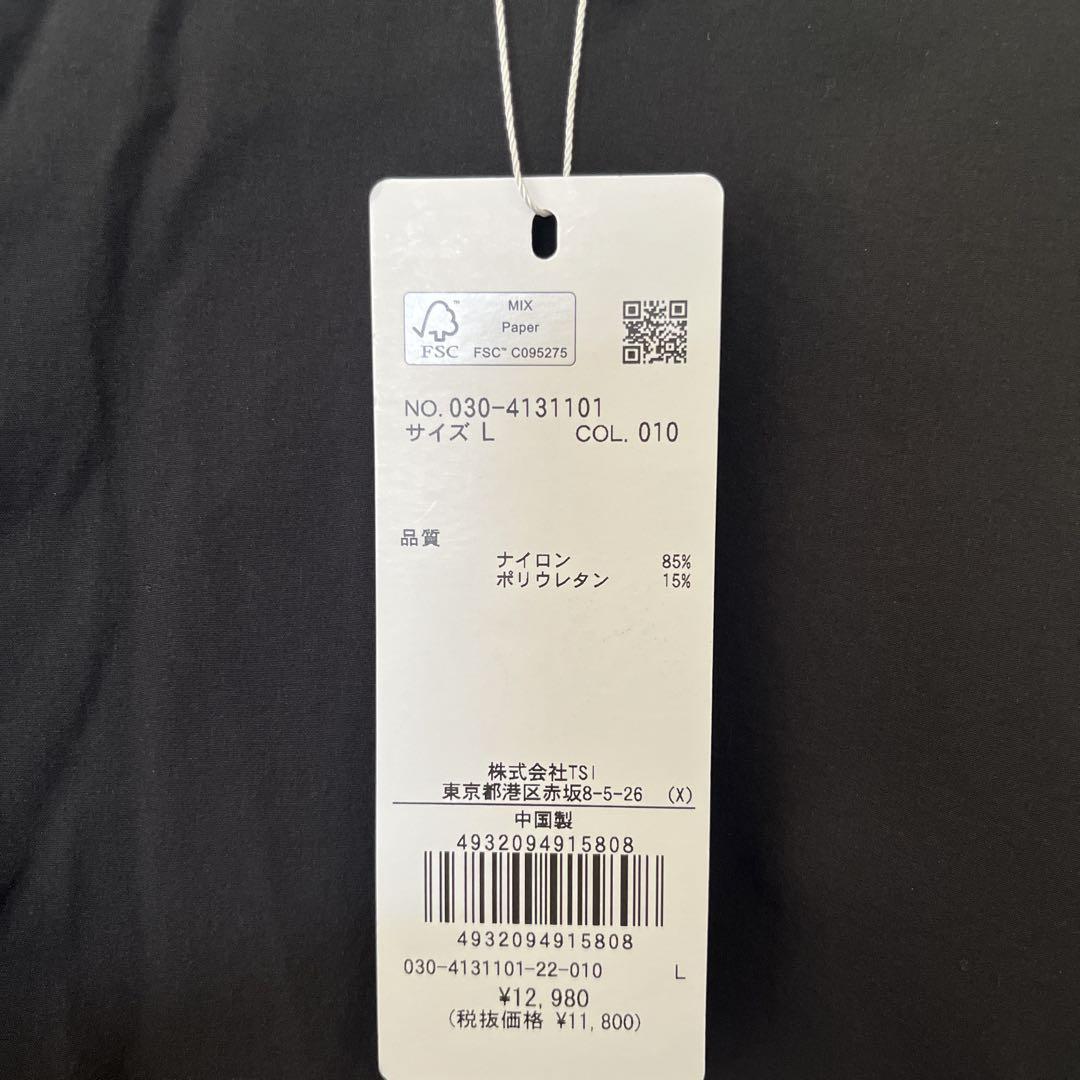 MIX
Paper
FSC™
FSC™ C095275
NO. 030-4131101
サイズ L COL. 010
品質
ナイロン 85%
ポリウレタン 15%
株式会社TSI
東京都港区赤坂8-5-26 (X)
中国製
4932094915808
4932094915808
030-4131101-22-010 L
¥12,980
(税抜価格 ¥11,800)